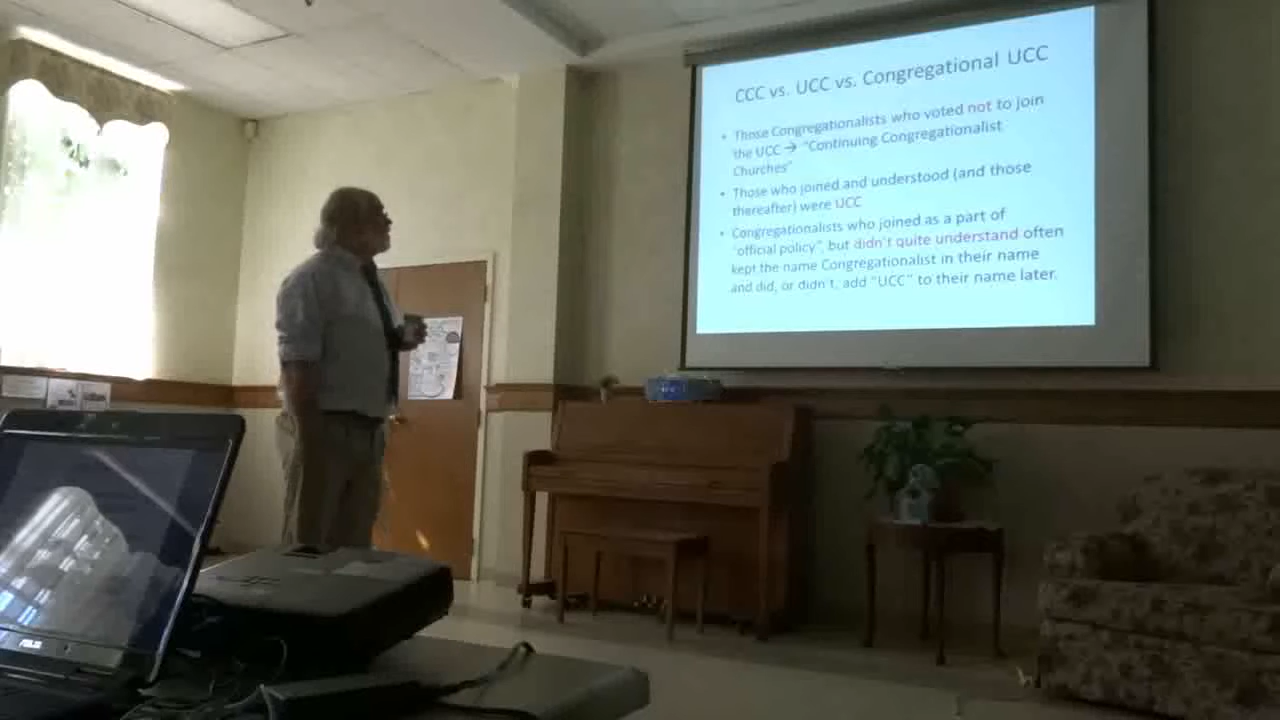 CCC vs. UCC vs. Congregational UCC
• Those Congregationalists who voted not to join
the UCC → "Continuing Congregationalist
Churches"
• Those who joined and understood (and those
thereafter) were UCC
• Congregationalists who joined as a part of
"official policy", but didn't quite understand often
kept the name Congregationalist in their name
and did, or didn't, add "UCC" to their name later.
ASUS